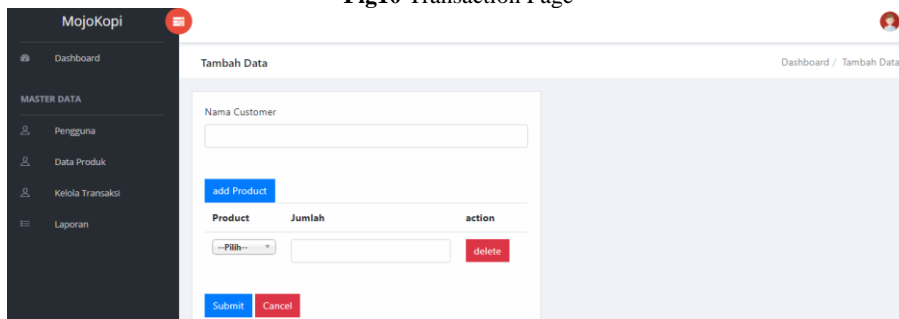 Fig10 Transaction Page
MojoKopi
Dashboard
MASTER DATA
Pengguna
Data Produk
Kelola Transaksi
Laporan
Tambah Data
Dashboard / Tambah Data
Nama Customer
add Product
Product Jumlah action
--Pilih-- delete
Submit Cancel